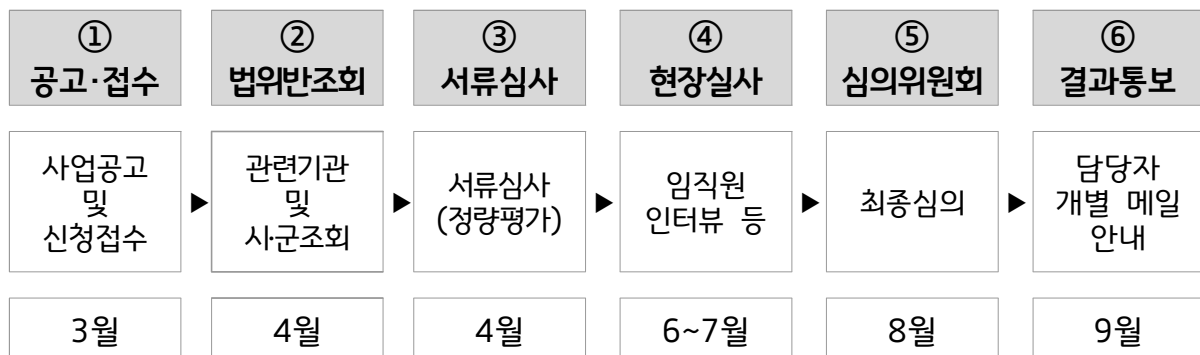 ①
공고·접수
②
법위반조회
③
서류심사
④
현장실사
⑤
심의위원회
⑥
결과통보
사업공고
및
신청접수
▶
관련기관
및
시·군조회
▶
서류심사
(정량평가)
▶
임직원
인터뷰 등
▶
최종심의
▶
담당자
개별 메일
안내
3월
4월
4월
6~7월
8월
9월